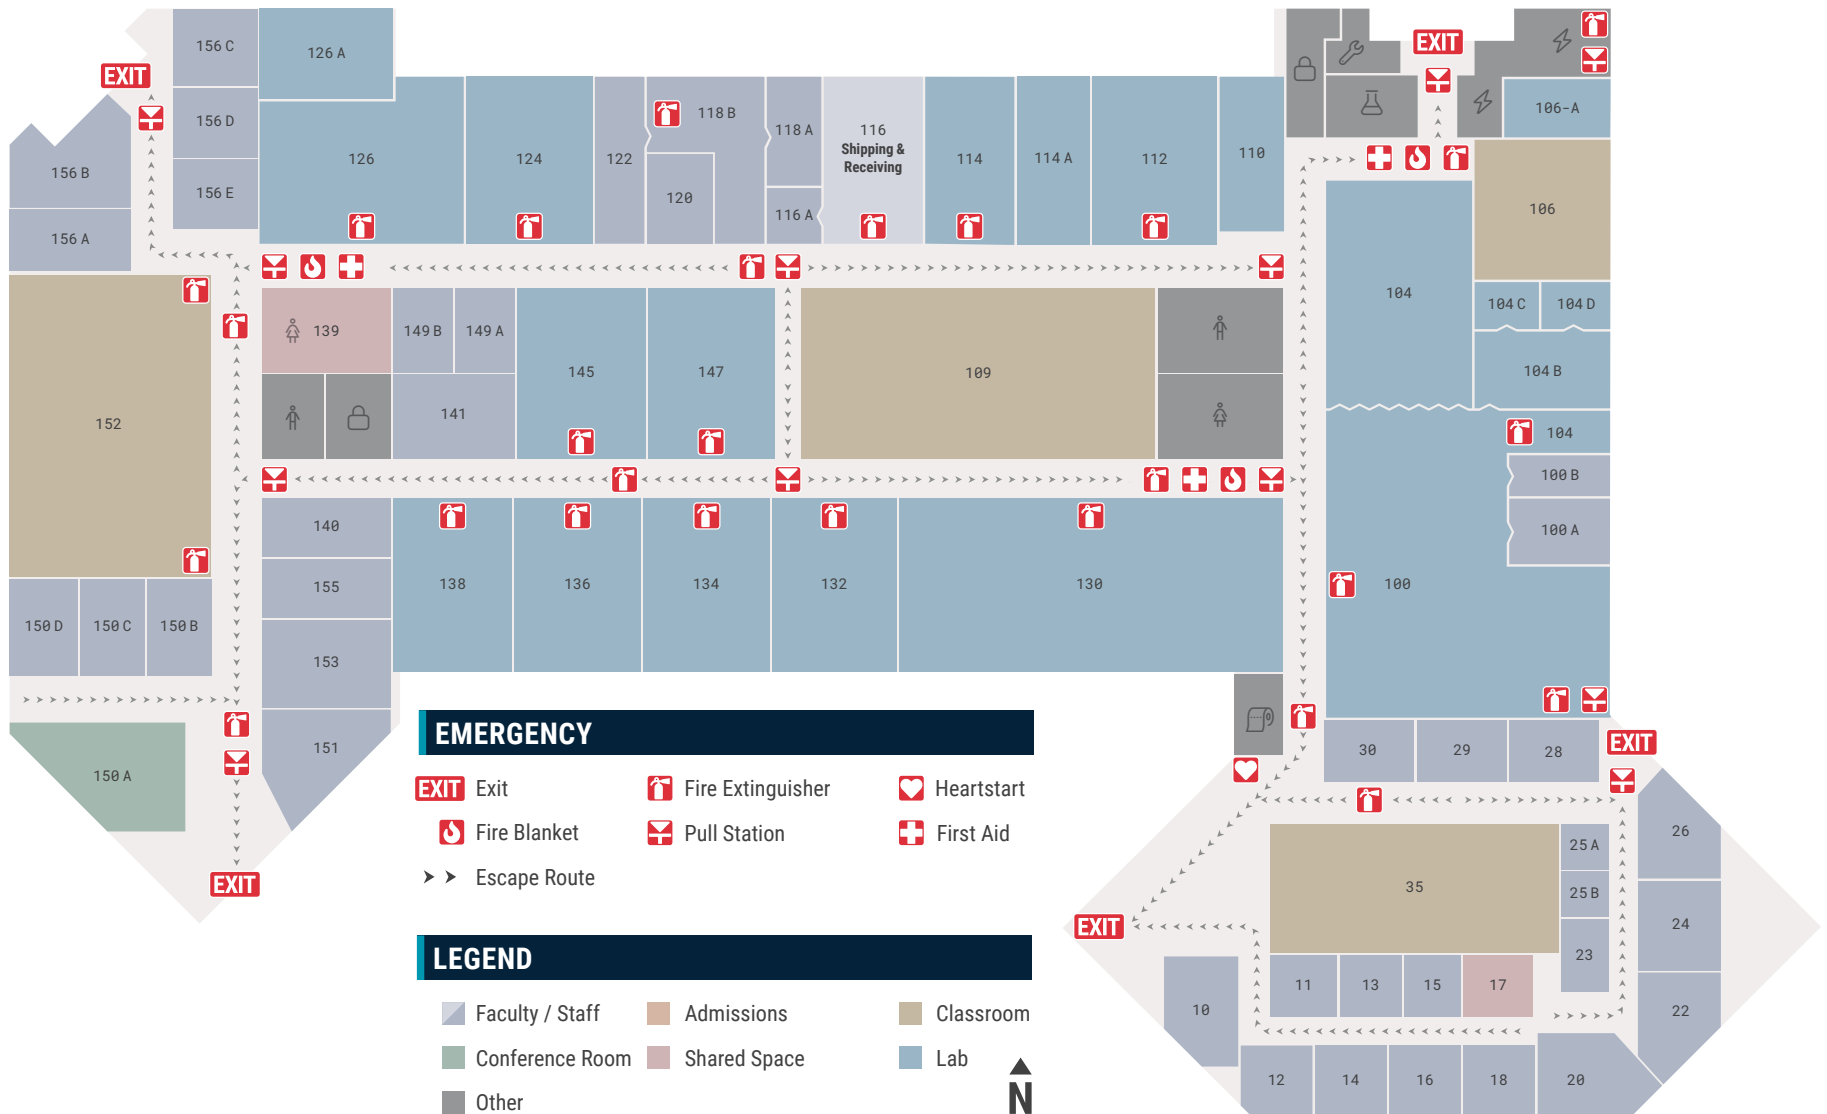 156 C
126 A
EXIT
EXIT
156 D
156 B
156 E
156 A
126
124
122
118 B
120
118 A
116 A
116
Shipping &
Receiving
114
114 A
112
110
106-A
106
104
104 C
104 D
104 B
104
100 B
100 A
100
152
139
149 B
149 A
141
145
147
109
140
155
153
151
138
136
134
132
130
150 D
150 C
150 B
150 A
EXIT
30
29
28
EXIT
26
24
22
25 A
25 B
23
35
11
13
15
17
EXIT
10
12
14
16
18
20
EMERGENCY
EXIT Exit
Fire Extinguisher
Heartstart
Fire Blanket
Pull Station
First Aid
Escape Route
LEGEND
Faculty / Staff
Admissions
Classroom
Conference Room
Shared Space
Lab
Other
N